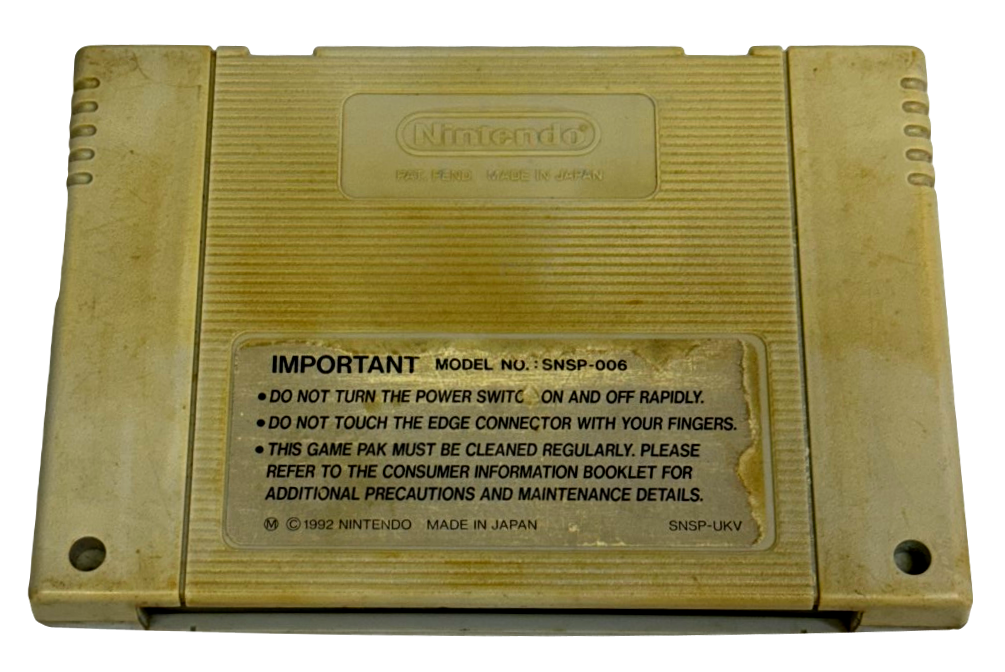 Nintendo®
PAT. PEND. MADE IN JAPAN
IMPORTANT MODEL NO.: SNSP-006
• DO NOT TURN THE POWER SWITC ON AND OFF RAPIDLY.
• DO NOT TOUCH THE EDGE CONNECTOR WITH YOUR FINGERS.
• THIS GAME PAK MUST BE CLEANED REGULARLY. PLEASE
REFER TO THE CONSUMER INFORMATION BOOKLET FOR
ADDITIONAL PRECAUTIONS AND MAINTENANCE DETAILS.
Ⓜ © 1992 NINTENDO MADE IN JAPAN SNSP-UKV